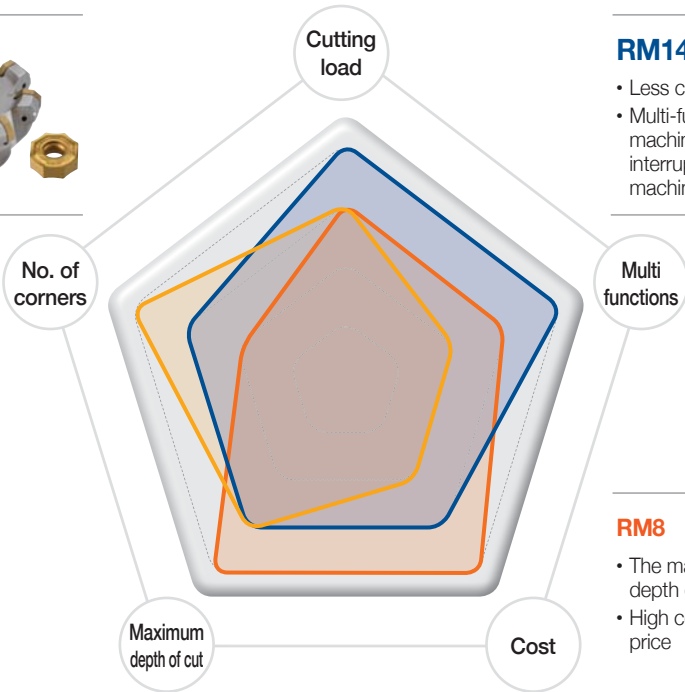 Cutting
load
RM14
• Less c
• Multi-fu
machin
interrup
machin
No. of
corners
Multi
functions
RM8
• The ma
depth
• High c
price
Maximum
depth of cut
Cost